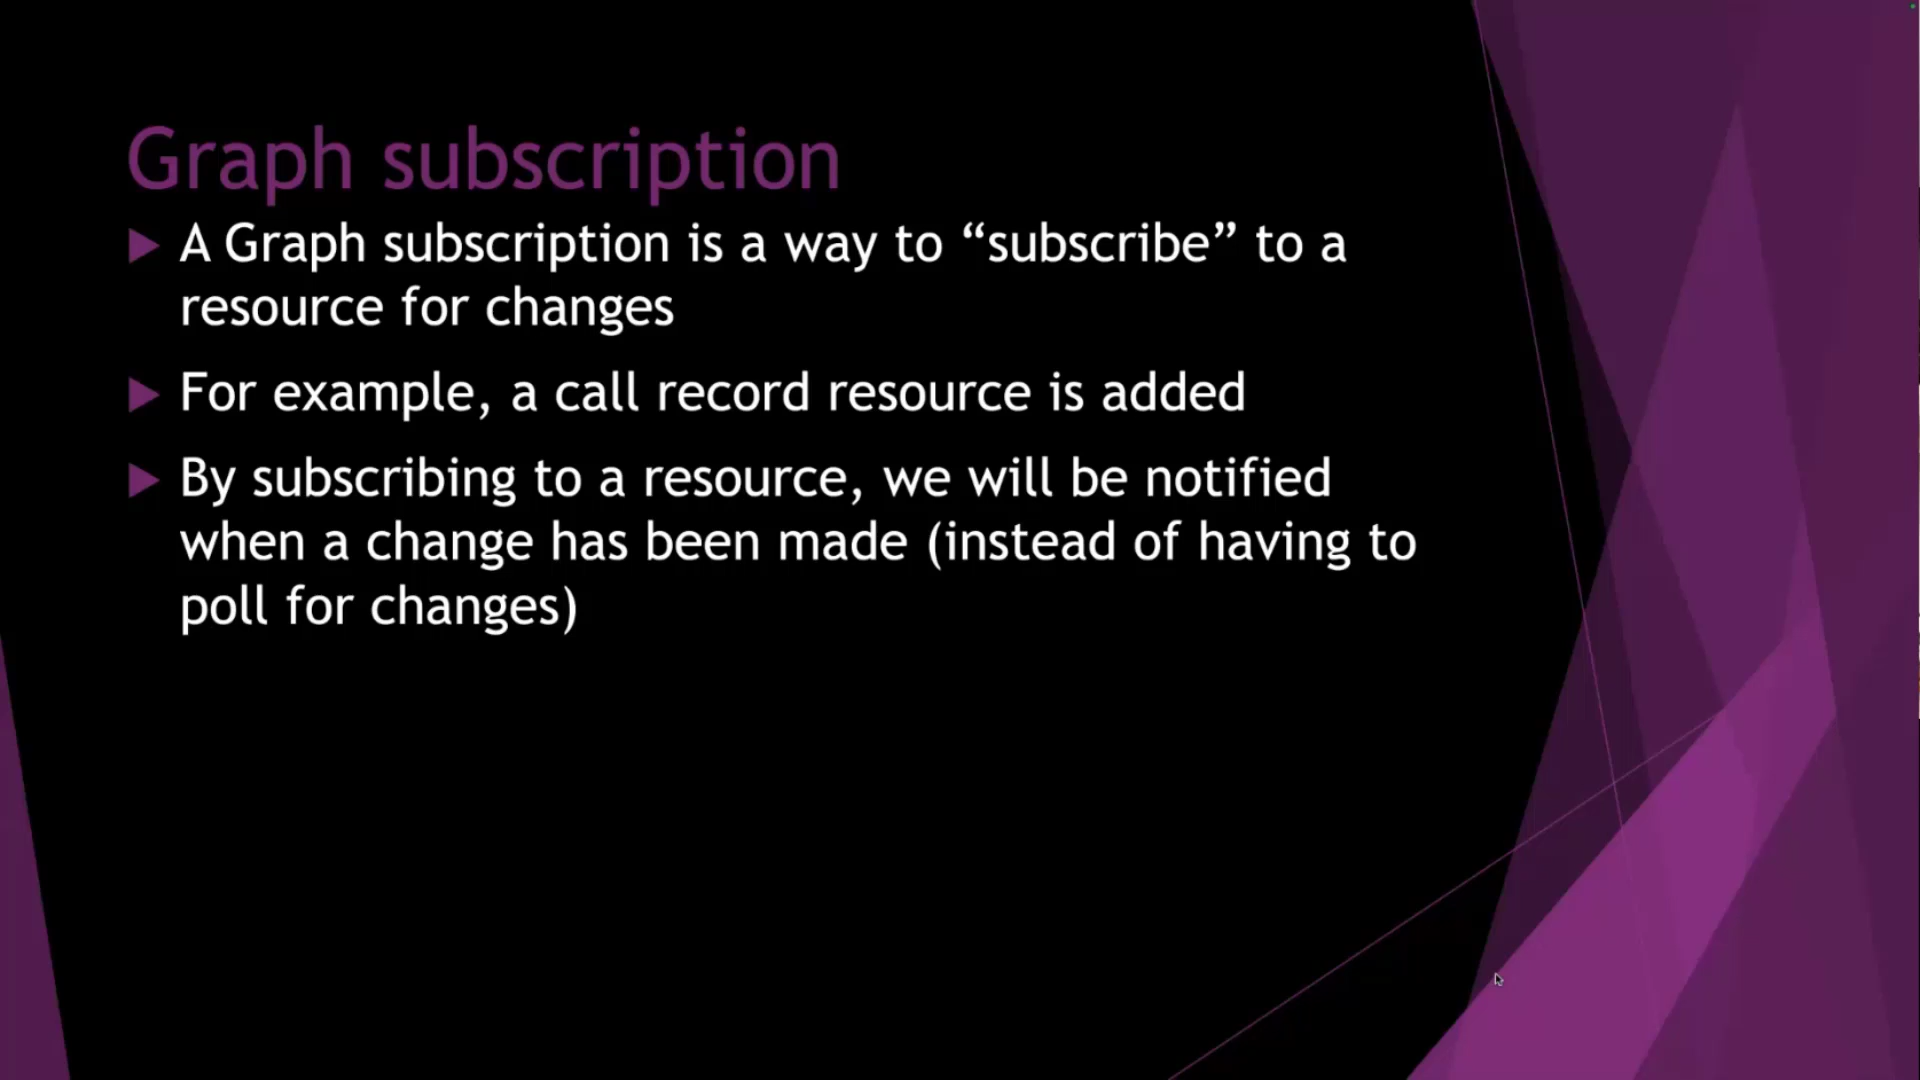 Graph subscription
A Graph subscription is a way to “subscribe” to a
resource for changes
For example, a call record resource is added
By subscribing to a resource, we will be notified
when a change has been made (instead of having to
poll for changes)